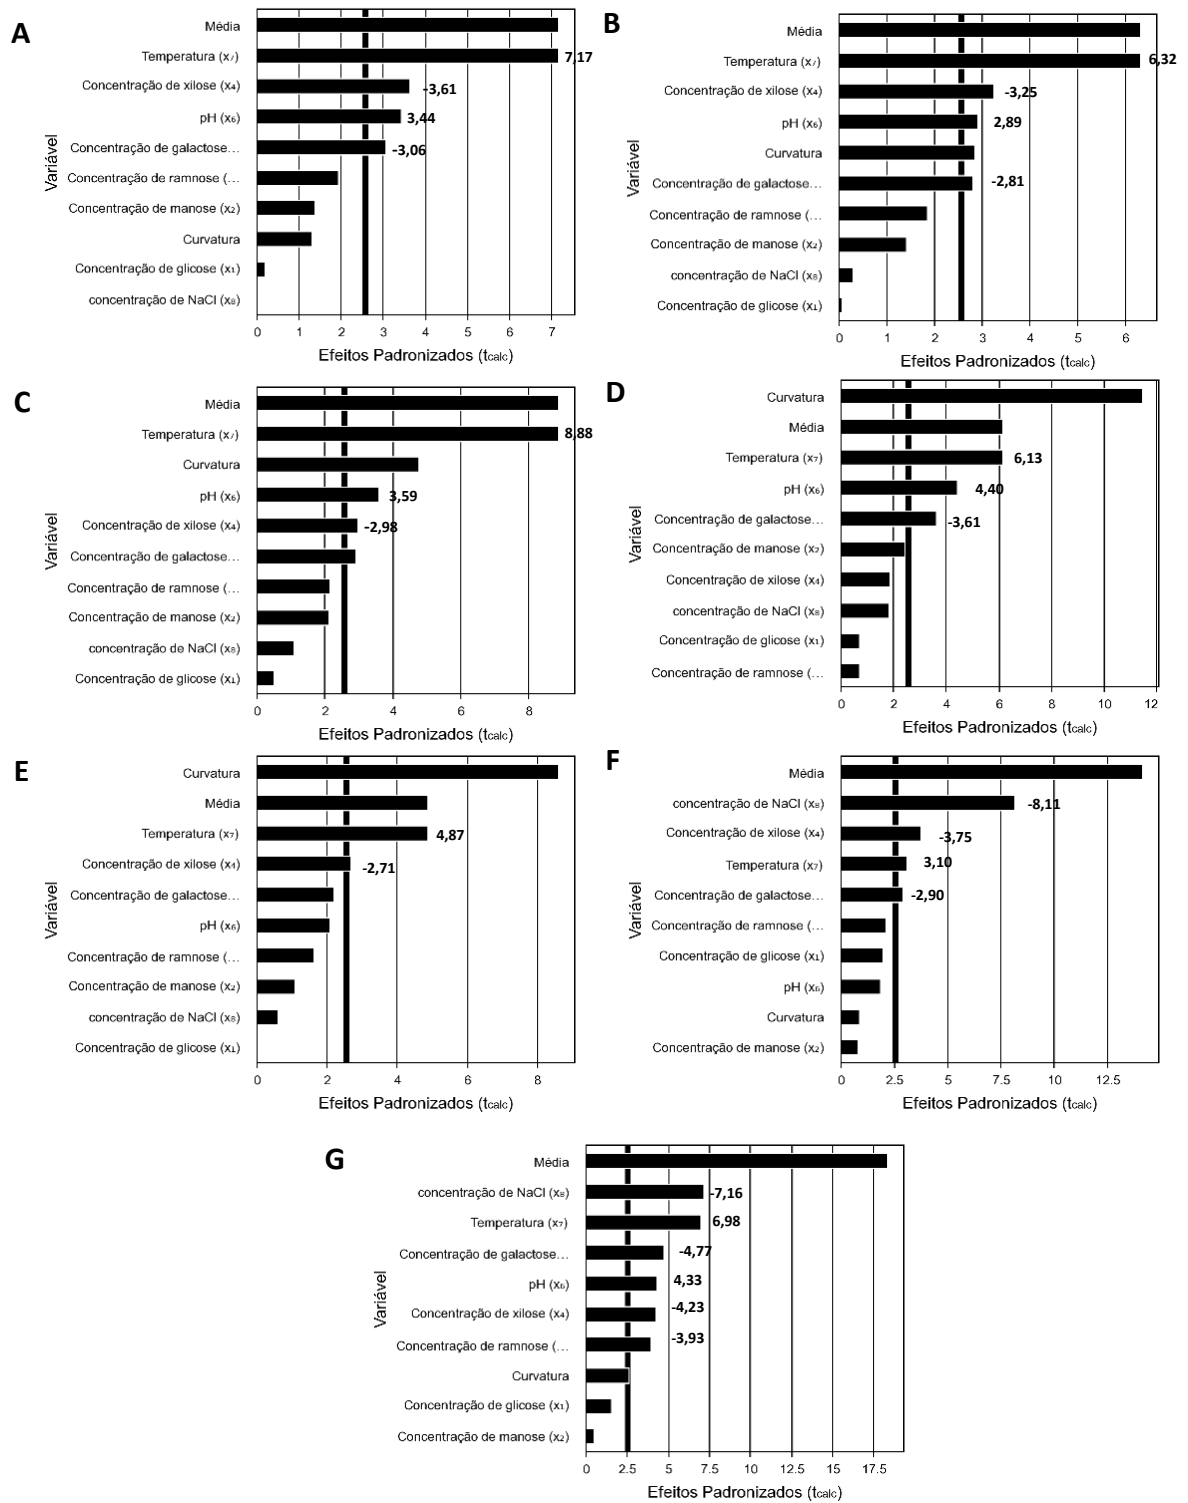 A
Variável
Média
Temperatura (x₇)
7,17
Concentração de xilose (x₄)
-3,61
pH (x₆)
3,44
Concentração de galactose…
-3,06
Concentração de ramnose (…
Concentração de manose (x₂)
Curvatura
Concentração de glicose (x₁)
concentração de NaCl (x₈)
0 1 2 3 4 5 6 7
Efeitos Padronizados (tcalc)
B
Variável
Média
Temperatura (x₇)
6,32
Concentração de xilose (x₄)
-3,25
pH (x₆)
2,89
Curvatura
Concentração de galactose…
-2,81
Concentração de ramnose (…
Concentração de manose (x₂)
concentração de NaCl (x₈)
Concentração de glicose (x₁)
0 1 2 3 4 5 6
Efeitos Padronizados (tcalc)
C
Variável
Média
Temperatura (x₇)
8,88
Curvatura
pH (x₆)
3,59
Concentração de xilose (x₄)
-2,98
Concentração de galactose…
Concentração de ramnose (…
Concentração de manose (x₂)
concentração de NaCl (x₈)
Concentração de glicose (x₁)
0 2 4 6 8
Efeitos Padronizados (tcalc)
D
Variável
Curvatura
Média
Temperatura (x₇)
6,13
pH (x₆)
4,40
Concentração de galactose…
-3,61
Concentração de manose (x₂)
Concentração de xilose (x₄)
concentração de NaCl (x₈)
Concentração de glicose (x₁)
Concentração de ramnose (…
0 2 4 6 8 10 12
Efeitos Padronizados (tcalc)
E
Variável
Curvatura
Média
Temperatura (x₇)
4,87
Concentração de xilose (x₄)
-2,71
Concentração de galactose…
pH (x₆)
Concentração de ramnose (…
Concentração de manose (x₂)
concentração de NaCl (x₈)
Concentração de glicose (x₁)
0 2 4 6 8
Efeitos Padronizados (tcalc)
F
Variável
Média
concentração de NaCl (x₈)
-8,11
Concentração de xilose (x₄)
-3,75
Temperatura (x₇)
3,10
Concentração de galactose…
-2,90
Concentração de ramnose (…
Concentração de glicose (x₁)
pH (x₆)
Curvatura
Concentração de manose (x₂)
0 2.5 5 7.5 10 12.5
Efeitos Padronizados (tcalc)
G
Variável
Média
concentração de NaCl (x₈)
-7,16
Temperatura (x₇)
6,98
Concentração de galactose…
-4,77
pH (x₆)
4,33
Concentração de xilose (x₄)
-4,23
Concentração de ramnose (…
-3,93
Curvatura
Concentração de glicose (x₁)
Concentração de manose (x₂)
0 2.5 5 7.5 10 12.5 15 17.5
Efeitos Padronizados (tcalc)